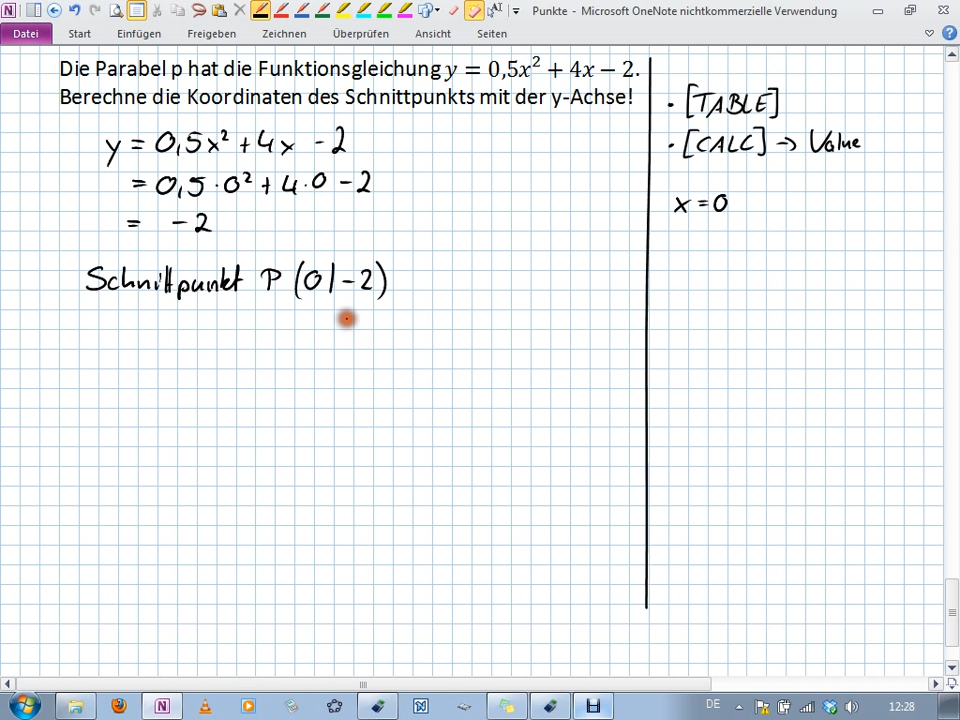 Punkte - Microsoft OneNote nichtkommerzielle Verwendung
Datei Start Einfügen Freigeben Zeichnen Überprüfen Ansicht Seiten
Die Parabel p hat die Funktionsgleichung y = 0,5x² + 4x − 2.
Berechne die Koordinaten des Schnittpunkts mit der y-Achse!
y = 0,5x² + 4x - 2
= 0,5 · 0² + 4 · 0 - 2
= - 2
Schnittpunkt P (0 | - 2)
· [TABLE]
· [CALC] → Value
x = 0
DE 12:28